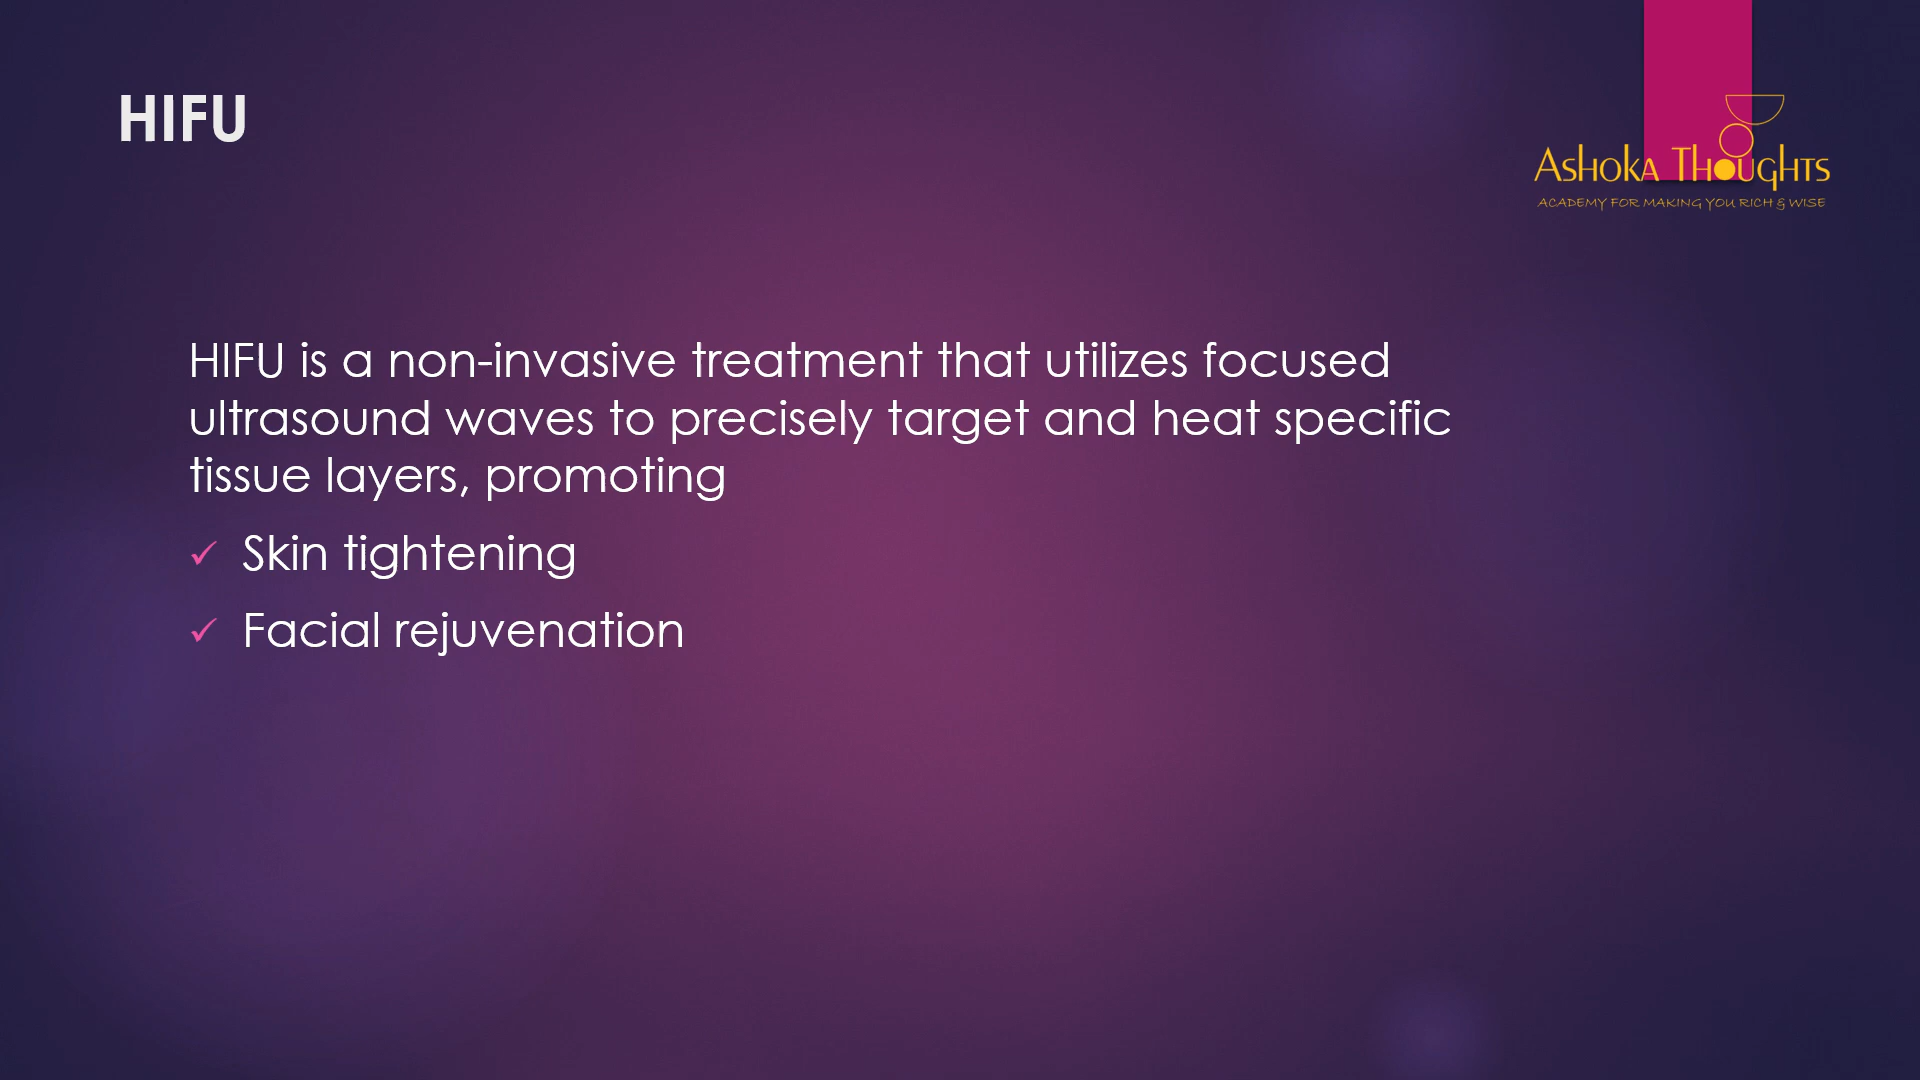 HIFU
ASHOKA THOUGHTS
ACADEMY FOR MAKING YOU RICH & WISE
HIFU is a non-invasive treatment that utilizes focused
ultrasound waves to precisely target and heat specific
tissue layers, promoting
✓ Skin tightening
✓ Facial rejuvenation